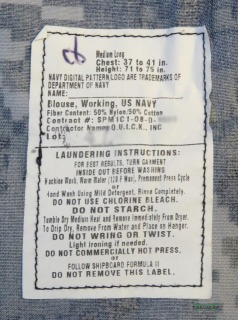 Medium Long
Chest: 37 to 41 in.
Height: 71 to 75 in.
NAVY DIGITAL PATTERN LOGO ARE TRADEMARKS OF
DEPARTMENT OF NAVY
NAME:
Blouse, Working, US NAVY
Fiber Content: 50% Nylon/50% Cotton
Contract #: SPM1C1-08-D-
Contractor Name: Q.U.I.C.K., INC
Lot:
LAUNDERING INSTRUCTIONS:
FOR BEST RESULTS, TURN GARMENT
INSIDE OUT BEFORE WASHING
Machine Wash, Warm Water (120 F Max), Permanent Press Cycle
or
Hand Wash Using Mild Detergent, Rinse Completely.
DO NOT USE CHLORINE BLEACH.
DO NOT STARCH.
Tumble Dry Medium Heat and Remove Immediately From Dryer.
To Drip Dry, Remove From Water and Place on Hanger.
DO NOT WRING OR TWIST.
Light ironing if needed.
DO NOT COMMERCIALLY HOT PRESS.
or
FOLLOW SHIPBOARD FORMULA II
DO NOT REMOVE THIS LABEL.